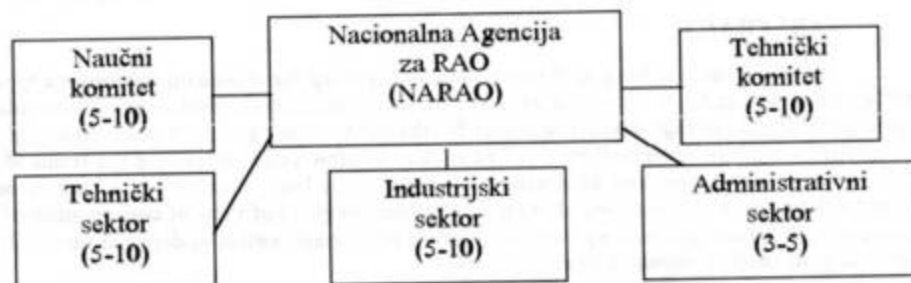 Naučni
komitet
(5-10)
Nacionalna Agencija
za RAO
(NARAO)
Tehnički
komitet
(5-10)
Tehnički
sektor
(5-10)
Industrijski
sektor
(5-10)
Administrativni
sektor
(3-5)